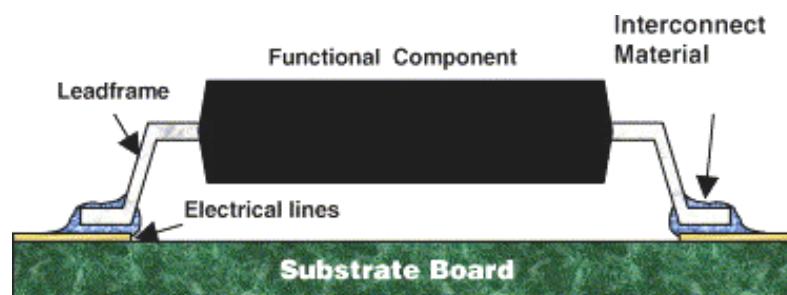 Interconnect
Material
Functional Component
Leadframe
Electrical lines
Substrate Board